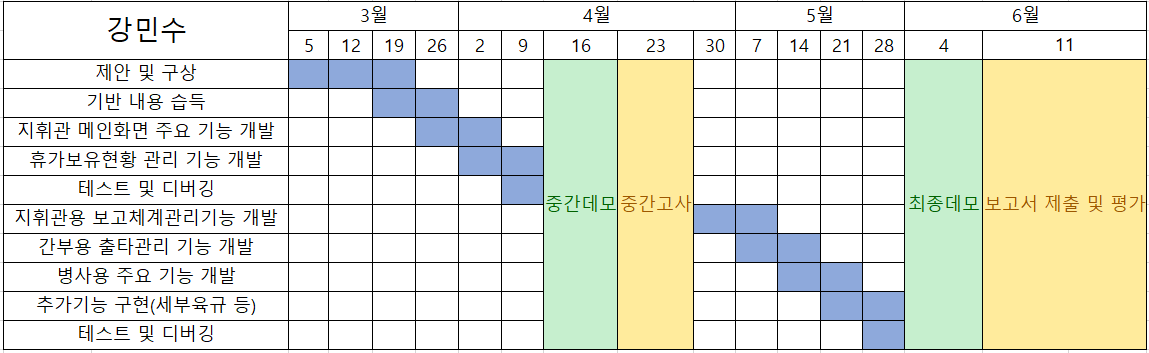 강민수
3월 4월 5월 6월
5 12 19 26 2 9 16 23 30 7 14 21 28 4 11
제안 및 구상
기반 내용 습득
지휘관 메인화면 주요 기능 개발
휴가보유현황 관리 기능 개발
테스트 및 디버깅
중간데모 중간고사 최종데모 보고서 제출 및 평가
지휘관용 보고체계관리기능 개발
간부용 출타관리 기능 개발
병사용 주요 기능 개발
추가기능 구현(세부육규 등)
테스트 및 디버깅